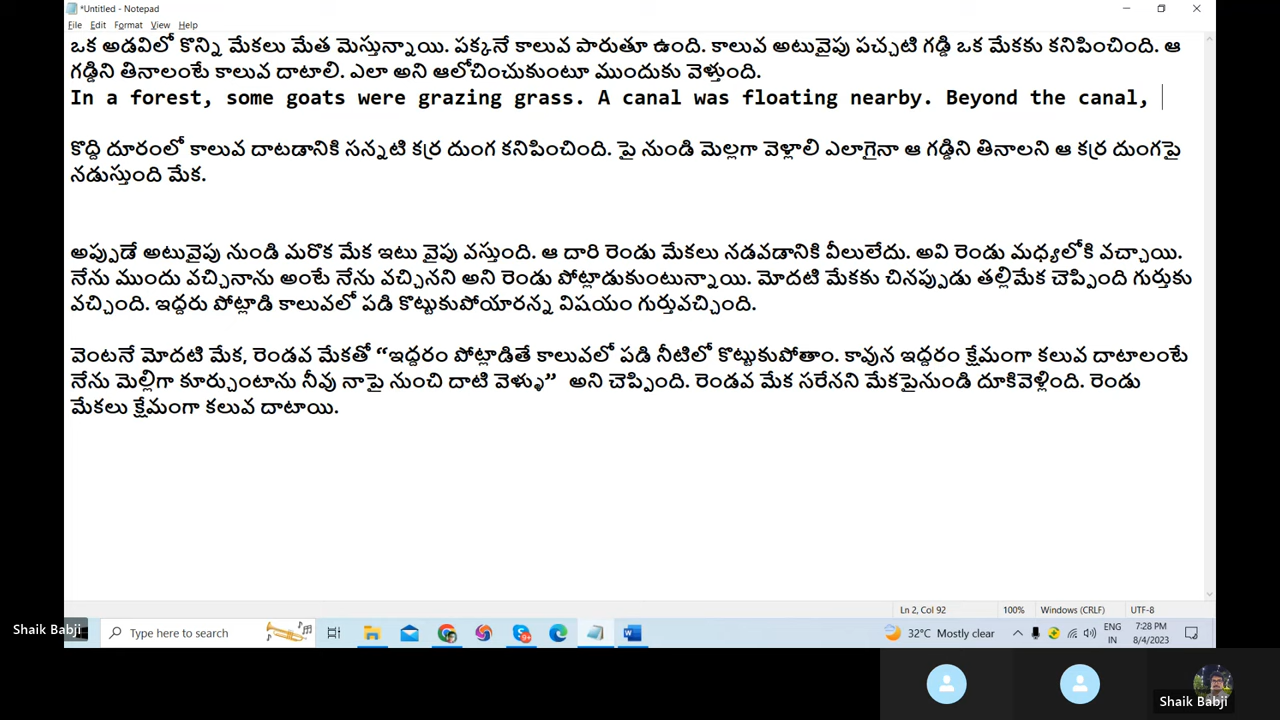 *Untitled - Notepad
File Edit Format View Help
ఒక అడవిలో కొన్ని మేకలు మేత మెస్తున్నాయి. పక్కనే కాలువ పారుతూ ఉంది. కాలువ అటువైపు పచ్చటి గడ్డి ఒక మేకకు కనిపించింది. ఆ
గడ్డిని తినాలంటే కాలువ దాటాలి. ఎలా అని ఆలోచించుకుంటూ ముందుకు వెళ్తుంది.
In a forest, some goats were grazing grass. A canal was floating nearby. Beyond the canal,
కొద్ది దూరంలో కాలువ దాటడానికి సన్నటి కర్ర దుంగ కనిపించింది. పై నుండి మెల్లగా వెళ్లాలి ఎలాగైనా ఆ గడ్డిని తినాలని ఆ కర్ర దుంగపై
నడుస్తుంది మేక.
అప్పుడే అటువైపు నుండి మరొక మేక ఇటు వైపు వస్తుంది. ఆ దారి రెండు మేకలు నడవడానికి వీలులేదు. అవి రెండు మధ్యలోకి వచ్చాయి.
నేను ముందు వచ్చినాను అంటే నేను వచ్చినని అని రెండు పోట్లాడుకుంటున్నాయి. మోదటి మేకకు చినప్పుడు తల్లిమేక చెప్పింది గుర్తుకు
వచ్చింది. ఇద్దరు పోట్లాడి కాలువలో పడి కొట్టుకుపోయారన్న విషయం గుర్తువచ్చింది.
వెంటనే మోదటి మేక, రెండవ మేకతో “ఇద్దరం పోట్లాడితే కాలువలో పడి నీటిలో కొట్టుకుపోతాం. కావున ఇద్దరం క్షేమంగా కలువ దాటాలంటే
నేను మెల్లిగా కూర్చుంటాను నీవు నాపై నుంచి దాటి వెళ్ళు” అని చెప్పింది. రెండవ మేక సరేనని మేకపైనుండి దూకివెళ్లింది. రెండు
మేకలు క్షేమంగా కలువ దాటాయి.
Ln 2, Col 92 100% Windows (CRLF) UTF-8
Shaik Babji
Type here to search
32°C Mostly clear
ENG
IN
7:28 PM
8/4/2023
Shaik Babji